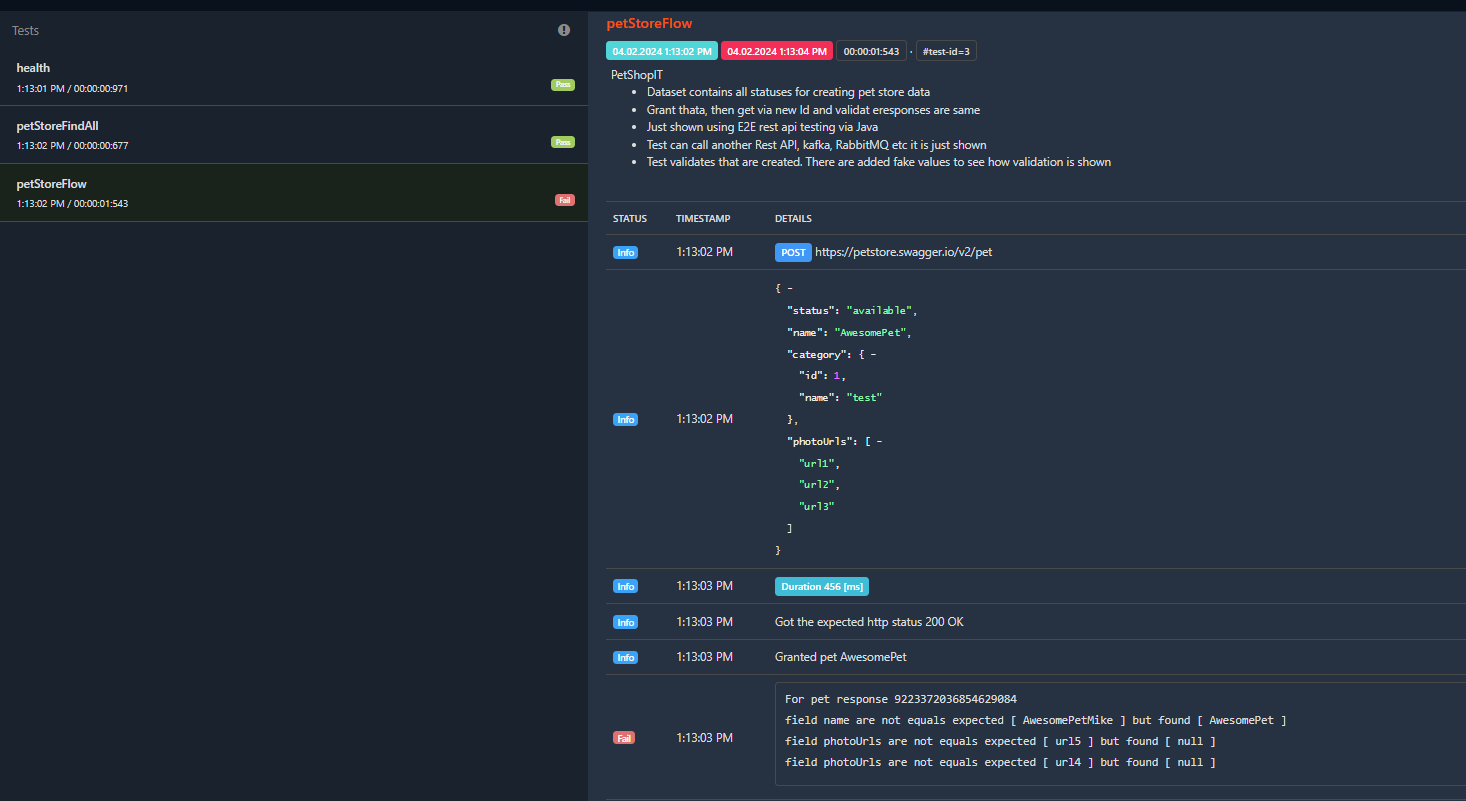 Tests
health
1:13:01 PM / 00:00:00:971
Pass
petStoreFindAll
1:13:02 PM / 00:00:00:677
Pass
petStoreFlow
1:13:02 PM / 00:00:01:543
Fail
petStoreFlow
04.02.2024 1:13:02 PM 04.02.2024 1:13:04 PM 00:00:01:543 · #test-id=3
PetShopIT
• Dataset contains all statuses for creating pet store data
• Grant thata, then get via new Id and validat eresponses are same
• Just shown using E2E rest api testing via Java
• Test can call another Rest API, kafka, RabbitMQ etc it is just shown
• Test validates that are created. There are added fake values to see how validation is shown
STATUS TIMESTAMP DETAILS
Info 1:13:02 PM POST https://petstore.swagger.io/v2/pet
Info 1:13:02 PM
{ -
"status": "available",
"name": "AwesomePet",
"category": { -
"id": 1,
"name": "test"
},
"photoUrls": [ -
"url1",
"url2",
"url3"
]
}
Info 1:13:03 PM Duration 456 [ms]
Info 1:13:03 PM Got the expected http status 200 OK
Info 1:13:03 PM Granted pet AwesomePet
Fail 1:13:03 PM
For pet response 9223372036854629084
field name are not equals expected [ AwesomePetMike ] but found [ AwesomePet ]
field photoUrls are not equals expected [ url5 ] but found [ null ]
field photoUrls are not equals expected [ url4 ] but found [ null ]